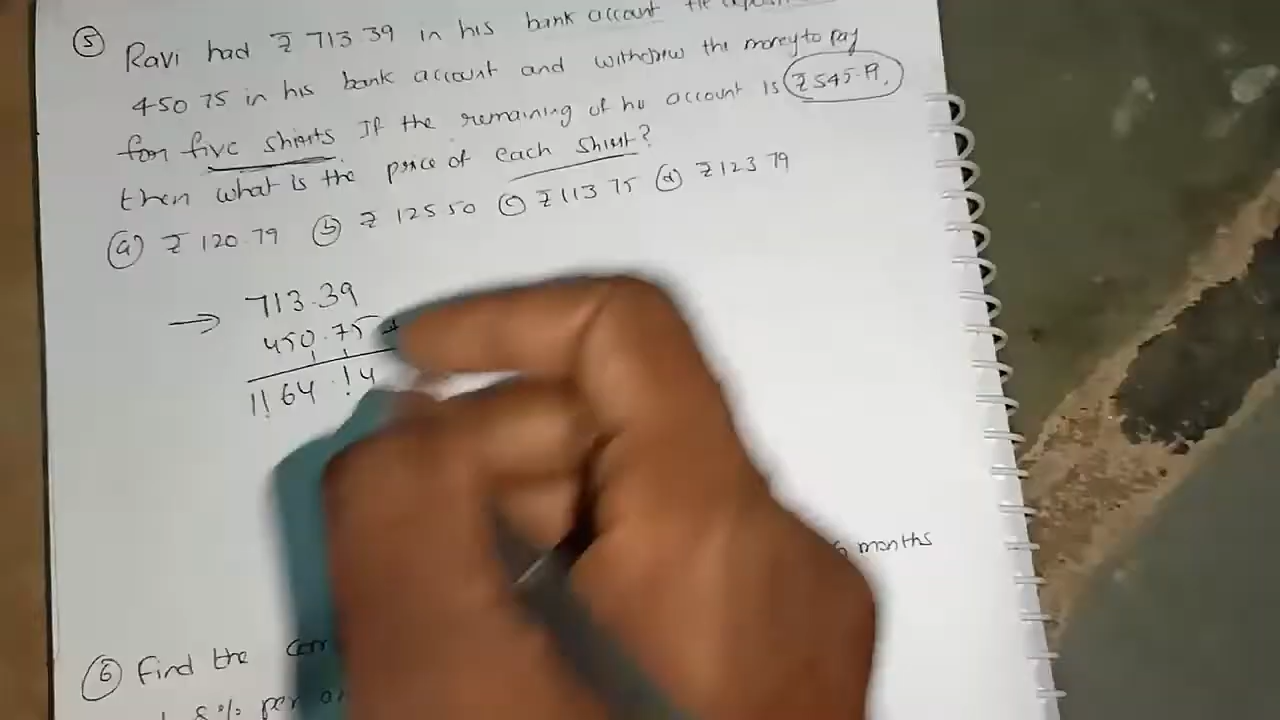 ⑤ Ravi had ₹ 713 39 in his bank account He
450 75 in his bank account and withdrew the money to pay
for five shirts If the remaining of his account is ₹545.19,
then what is the price of each shirt?
(a) ₹ 120.79 (b) ₹ 125 50 (c) ₹ 113 75 (d) ₹ 123 79
→ 713.39
450.75
1164.14
6 months
⑥ Find the
8% per